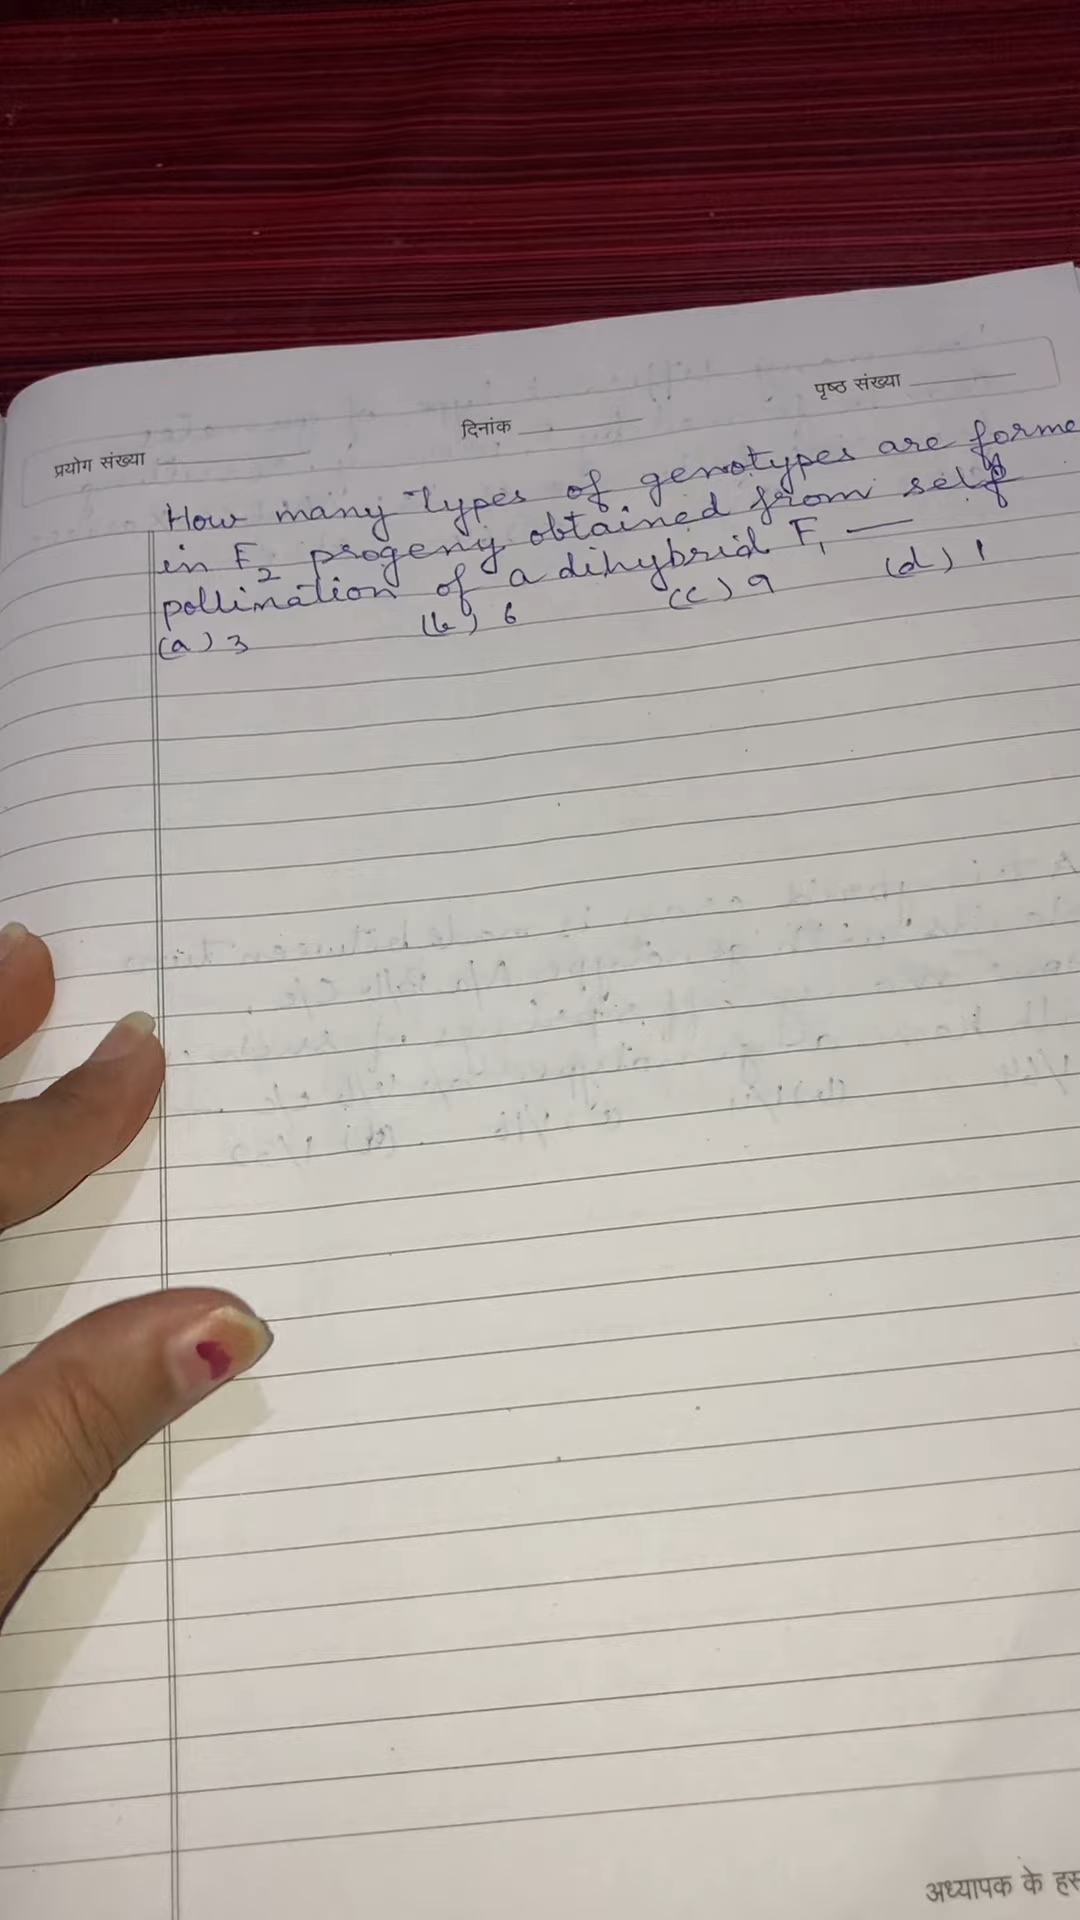 पृष्ठ संख्या
दिनांक
प्रयोग संख्या
How many types of genotypes are forme
in F2 progeny obtained from self
pollination of a dihybrid F1 —
(a) 3 (b) 6 (c) 9 (d) 1
अध्यापक के हस